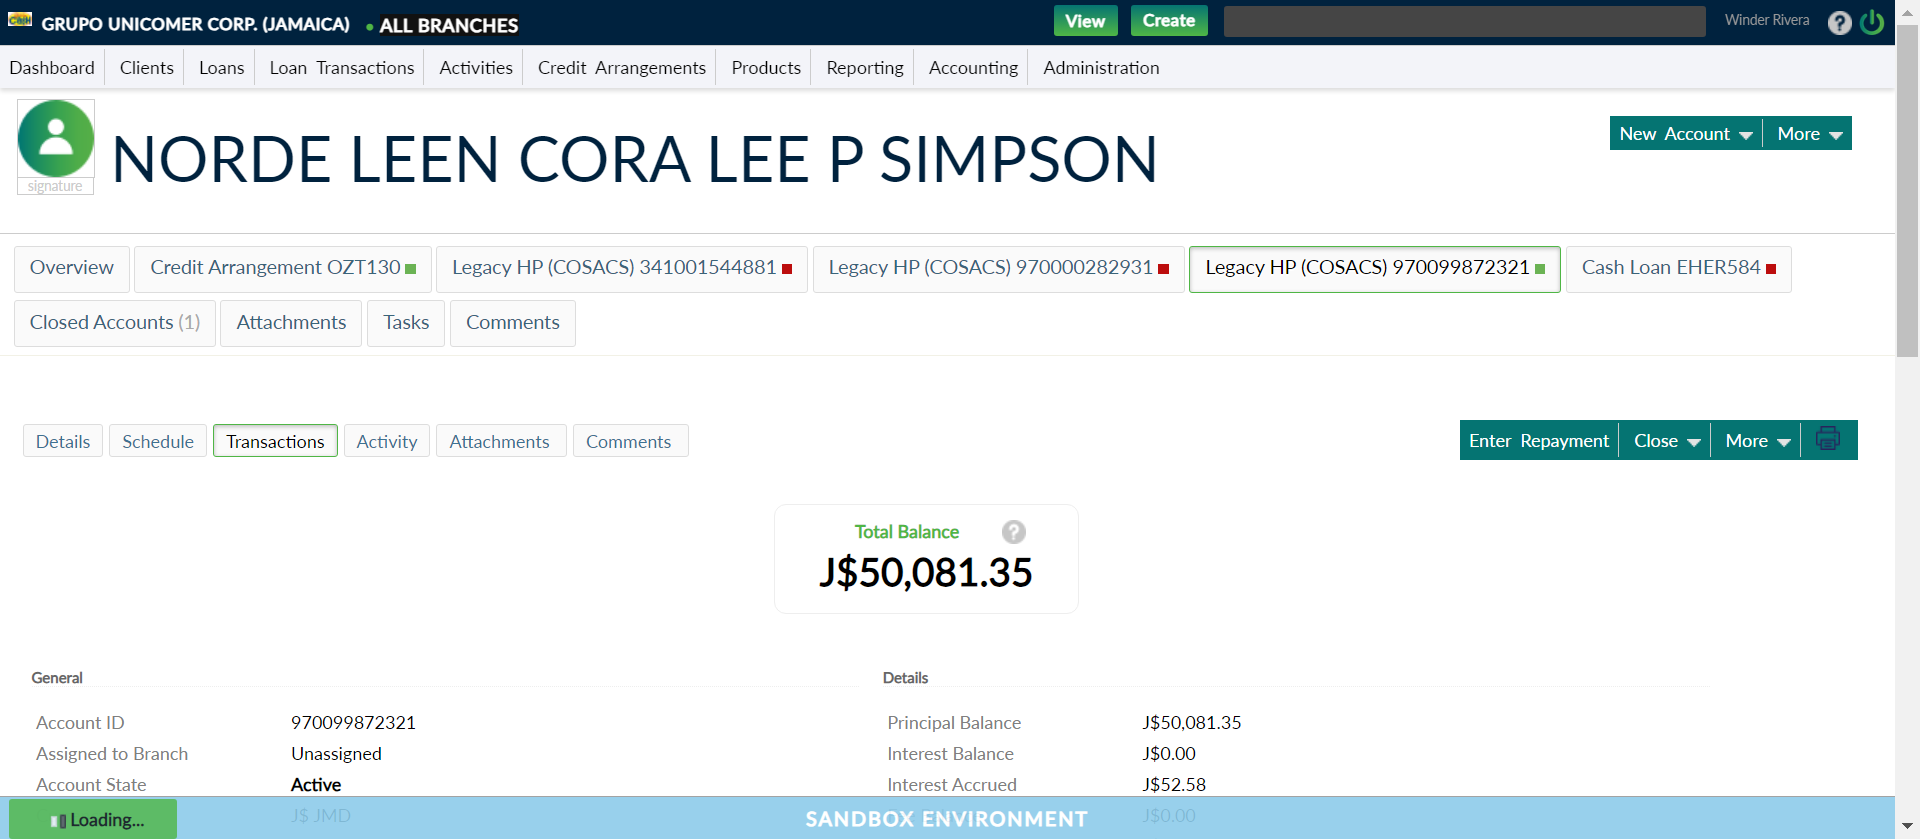 CASH GRUPO UNICOMER CORP. (JAMAICA) ALL BRANCHES View Create Winder Rivera ?
Dashboard Clients Loans Loan Transactions Activities Credit Arrangements Products Reporting Accounting Administration
NORDE LEEN CORA LEE P SIMPSON
New Account More
signature
Overview Credit Arrangement OZT130 Legacy HP (COSACS) 341001544881 Legacy HP (COSACS) 970000282931 Legacy HP (COSACS) 970099872321 Cash Loan EHER584
Closed Accounts (1) Attachments Tasks Comments
Details Schedule Transactions Activity Attachments Comments Enter Repayment Close More
Total Balance ?
J$50,081.35
General Details
Account ID 970099872321 Principal Balance J$50,081.35
Assigned to Branch Unassigned Interest Balance J$0.00
Account State Active Interest Accrued J$52.58
Loading... J$ JMD SANDBOX ENVIRONMENT J$0.00